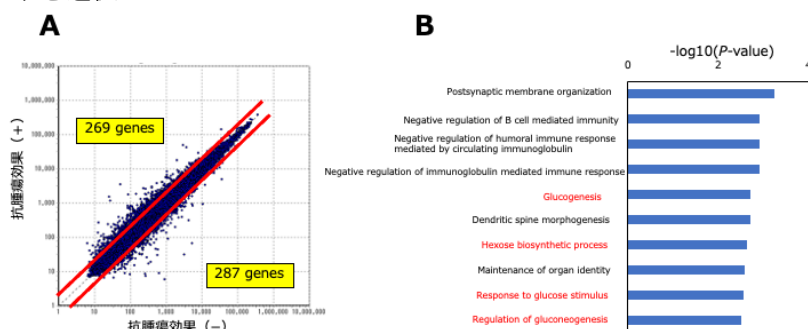 A
10,000,000
1,000,000
100,000
10,000
1,000
100
10
1
抗腫瘍効果（+）
269 genes
287 genes
1 10 100 1,000 10,000 100,000 1,000,000 10,000,000
抗腫瘍効果（−）
B
-log10(P-value)
0 2 4
Postsynaptic membrane organization
Negative regulation of B cell mediated immunity
Negative regulation of humoral immune response
mediated by circulating immunoglobulin
Negative regulation of immunoglobulin mediated immune response
Glucogenesis
Dendritic spine morphogenesis
Hexose biosynthetic process
Maintenance of organ identity
Response to glucose stimulus
Regulation of gluconeogenesis